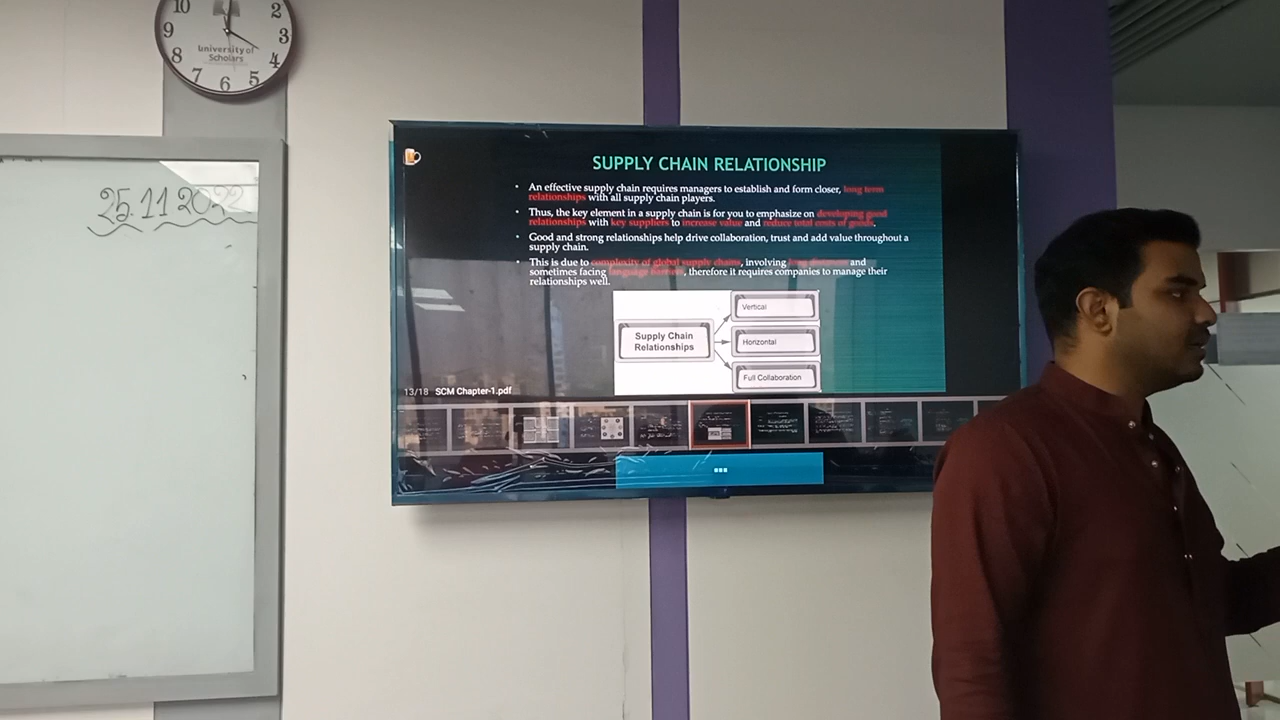 10
2
9
3
8
4
7
5
6
University of
Scholars
25.11.2022
SUPPLY CHAIN RELATIONSHIP
• An effective supply chain requires managers to establish and form closer, long term
relationships with all supply chain players.
• Thus, the key element in a supply chain is for you to emphasize on developing good
relationships with key suppliers to increase value and reduce total costs of goods.
• Good and strong relationships help drive collaboration, trust and add value throughout a
supply chain.
• This is due to complexity of global supply chains, involving long distances and
sometimes facing language barriers, therefore it requires companies to manage their
relationships well.
Supply Chain
Relationships
Vertical
Horizontal
Full Collaboration
13/18 SCM Chapter-1.pdf